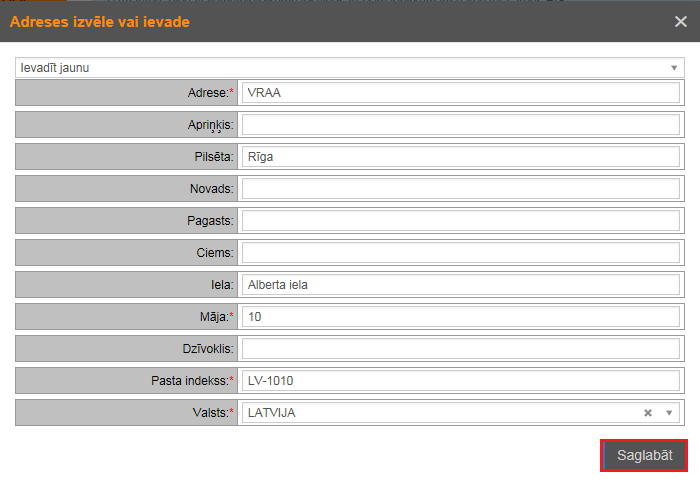 Adreses izvēle vai ievade
Ievadīt jaunu
Adrese:* VRAA
Apriņķis:
Pilsēta: Rīga
Novads:
Pagasts:
Ciems:
Iela: Alberta iela
Māja:* 10
Dzīvoklis:
Pasta indekss:* LV-1010
Valsts:* LATVIJA
Saglabāt